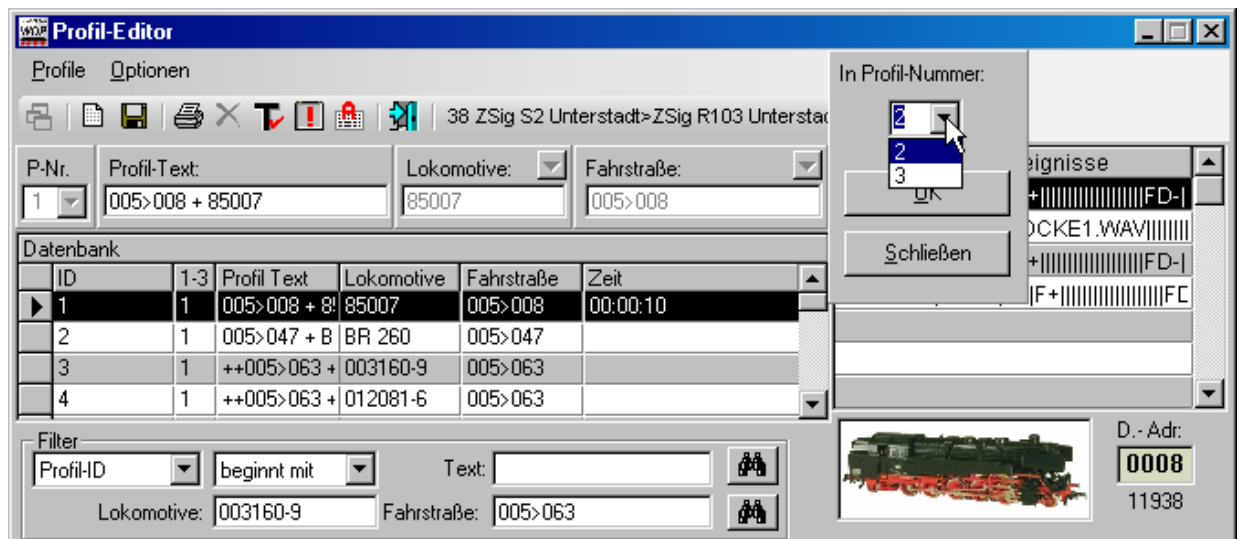 Profil-Editor
Profile Optionen
38 ZSig S2 Unterstadt>ZSig R103 Unterstad
In Profil-Nummer:
2
2
3
OK
Schließen
P-Nr. Profil-Text: Lokomotive: Fahrstraße:
1 005>008 + 85007 85007 005>008
Datenbank
ID 1-3 Profil Text Lokomotive Fahrstraße Zeit
1 1 005>008 + 8 85007 005>008 00:00:10
2 1 005>047 + B BR 260 005>047
3 1 ++005>063 + 003160-9 005>063
4 1 ++005>063 + 012081-6 005>063
eignisse
+||||||||||||||||||FD-|
OCKE1.WAV|||||||
+||||||||||||||||||FD-|
F+||||||||||||||||||FD
Filter
Profil-ID beginnt mit Text:
Lokomotive: 003160-9 Fahrstraße: 005>063
D.- Adr:
0008
11938